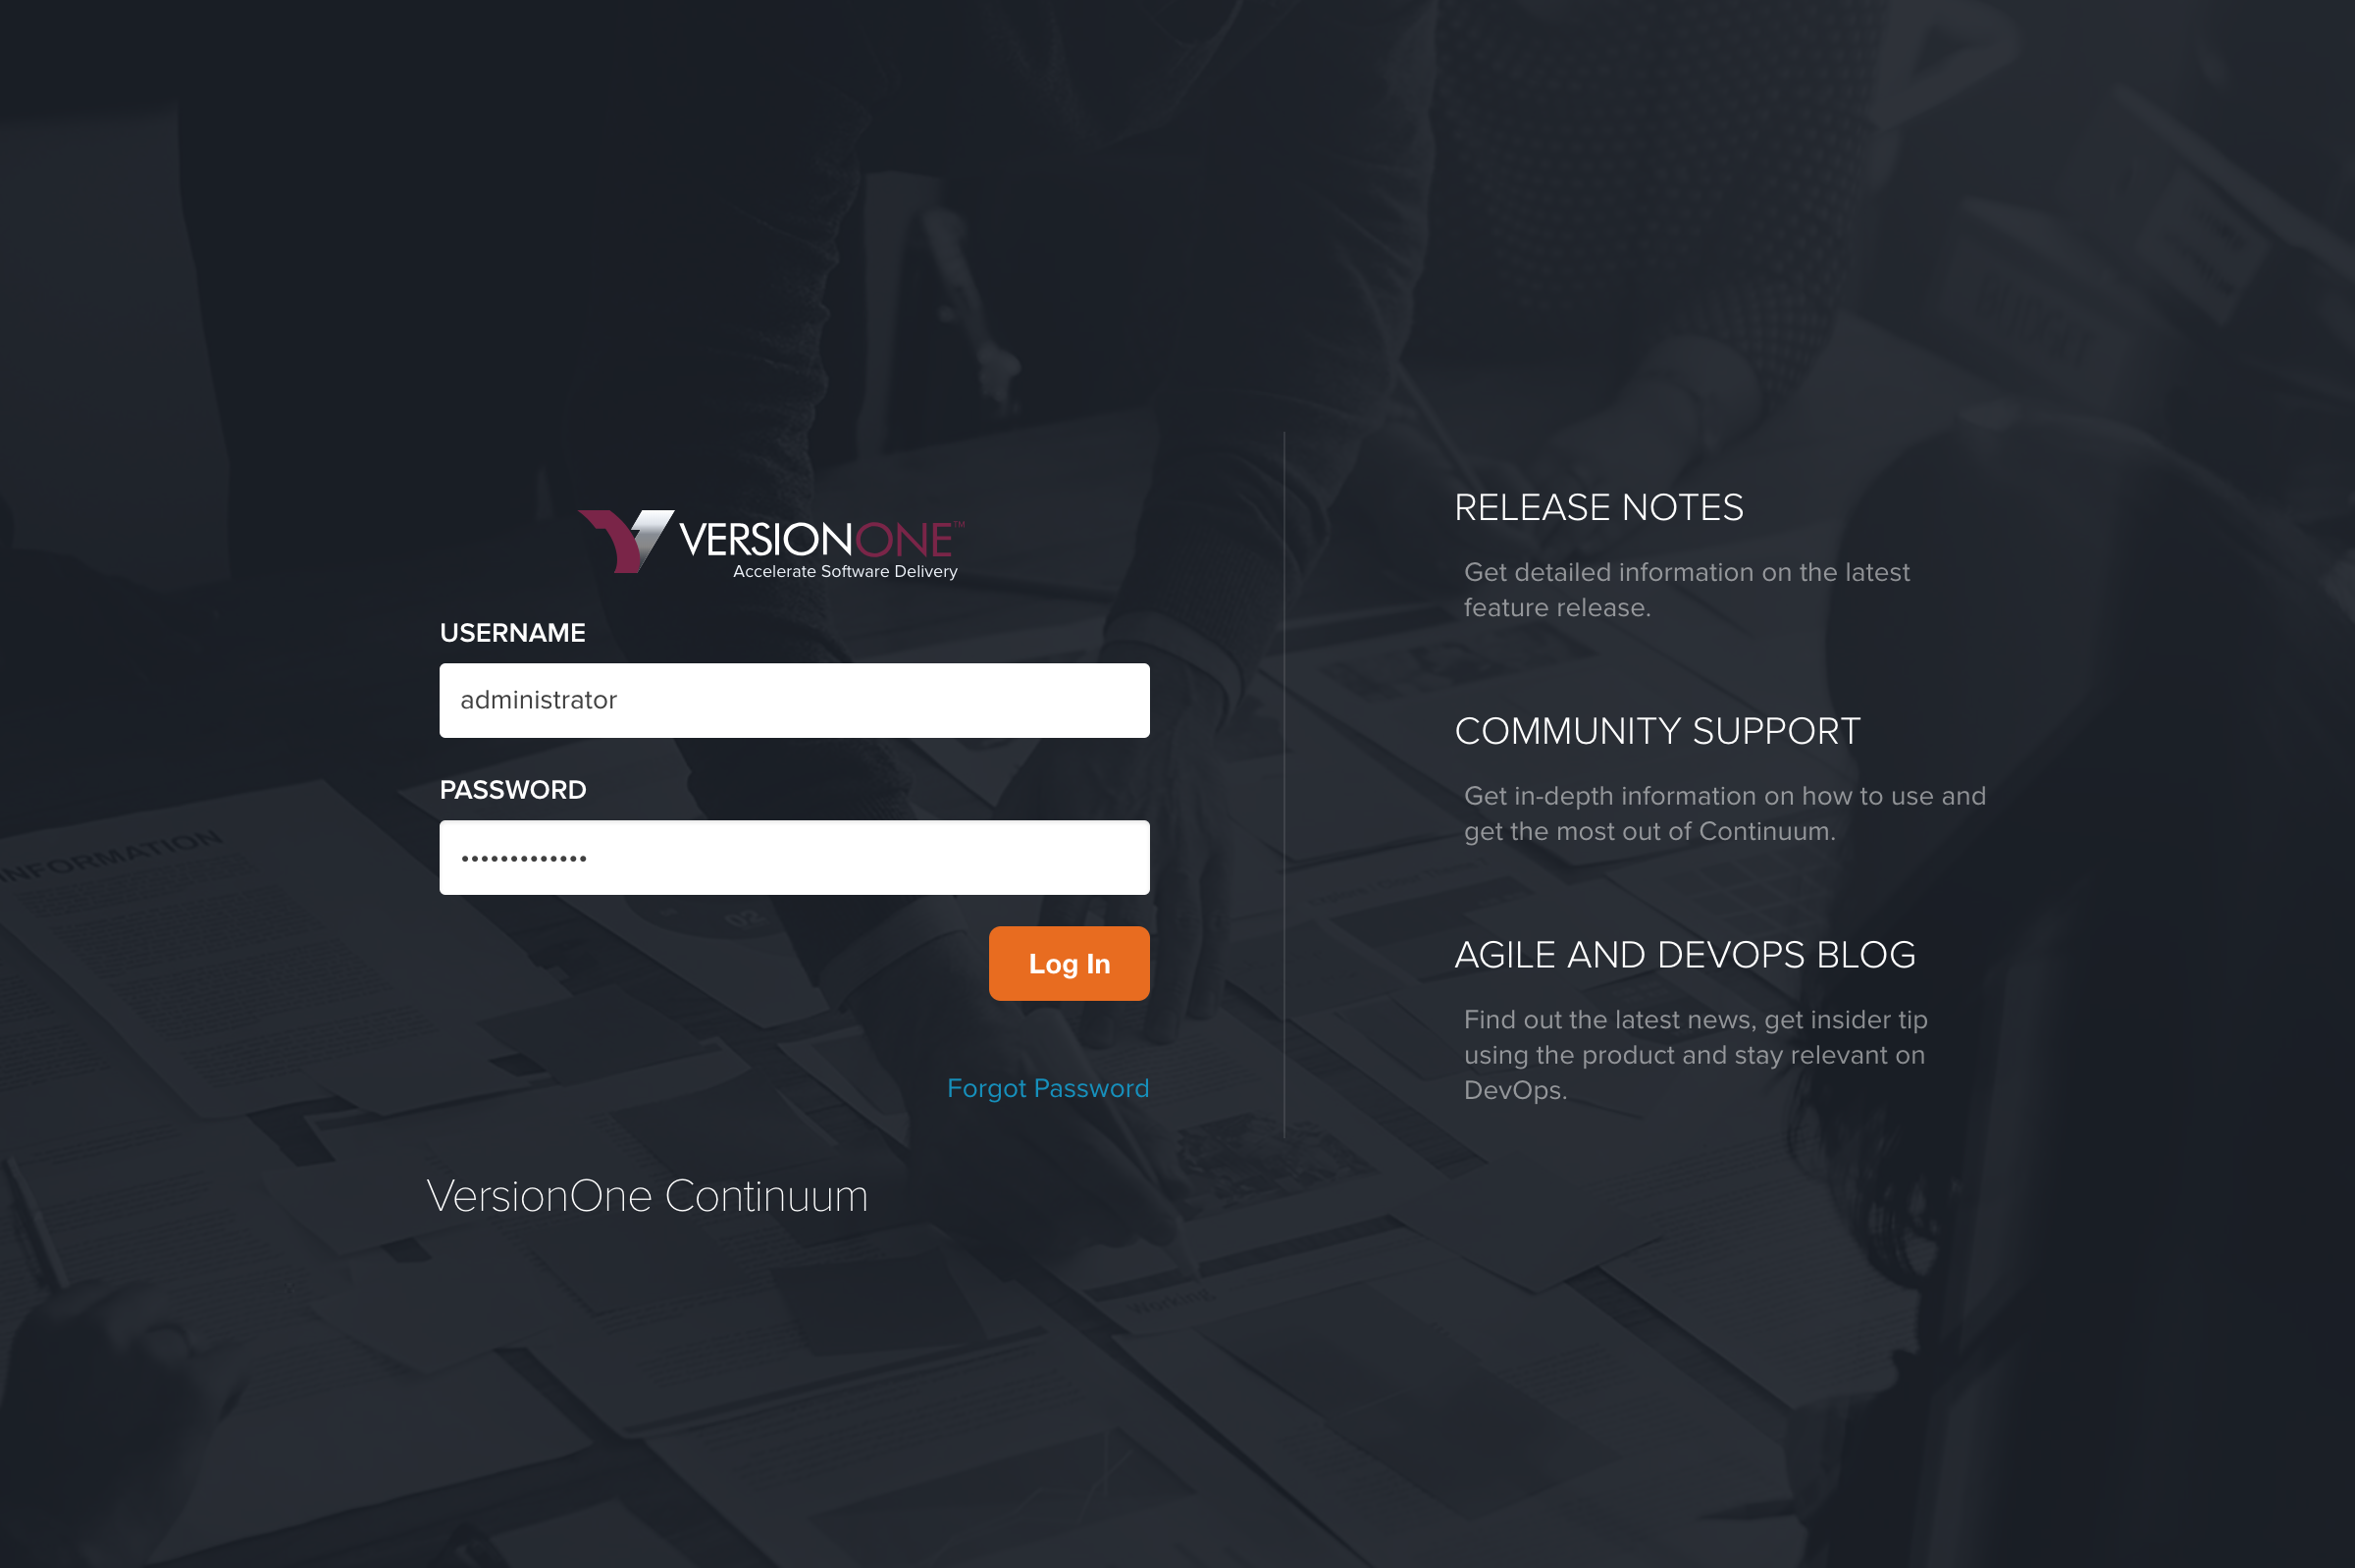 VERSIONONE™
Accelerate Software Delivery
USERNAME
administrator
PASSWORD
•••••••••••••
Log In
Forgot Password
VersionOne Continuum
RELEASE NOTES
Get detailed information on the latest
feature release.
COMMUNITY SUPPORT
Get in-depth information on how to use and
get the most out of Continuum.
AGILE AND DEVOPS BLOG
Find out the latest news, get insider tip
using the product and stay relevant on
DevOps.
INFORMATION
02
Working